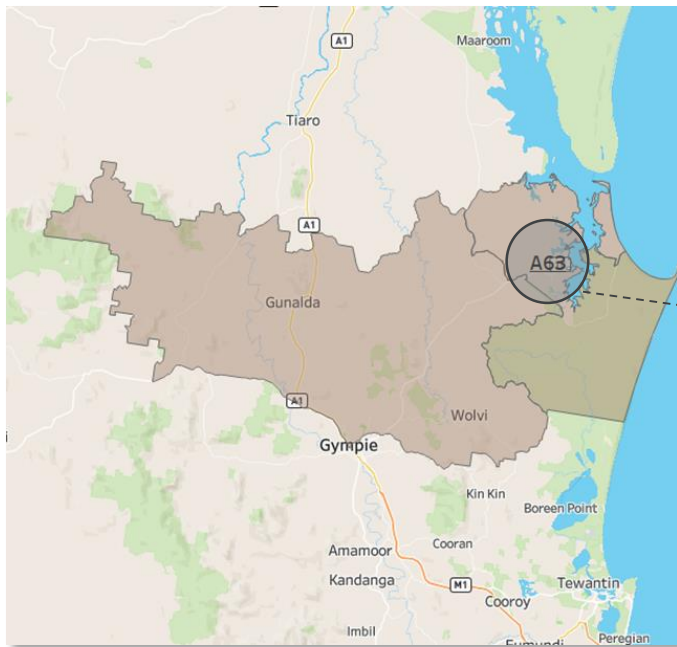 A1
Maaroom
Tiaro
A1
A63
Gunalda
A1
Wolvi
Gympie
Kin Kin
Boreen Point
Cooran
Amamoor
Kandanga
M1
Tewantin
Cooroy
Imbil
Eumundi
Peregian